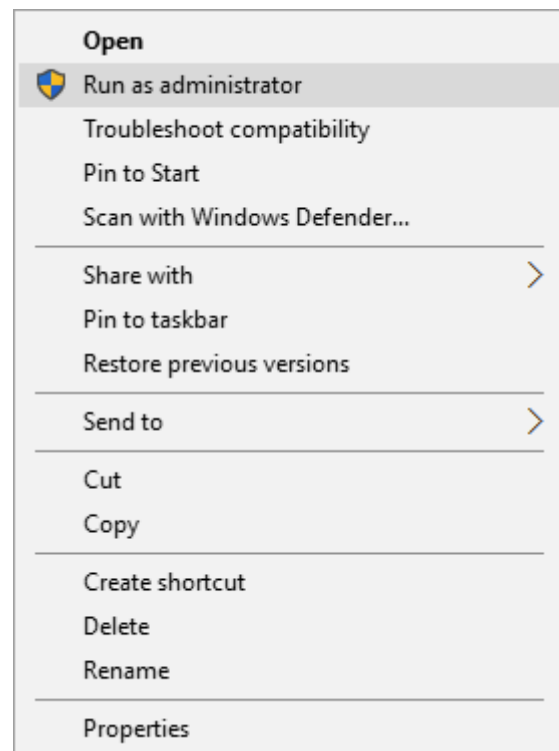 Open
Run as administrator
Troubleshoot compatibility
Pin to Start
Scan with Windows Defender...
Share with
Pin to taskbar
Restore previous versions
Send to
Cut
Copy
Create shortcut
Delete
Rename
Properties